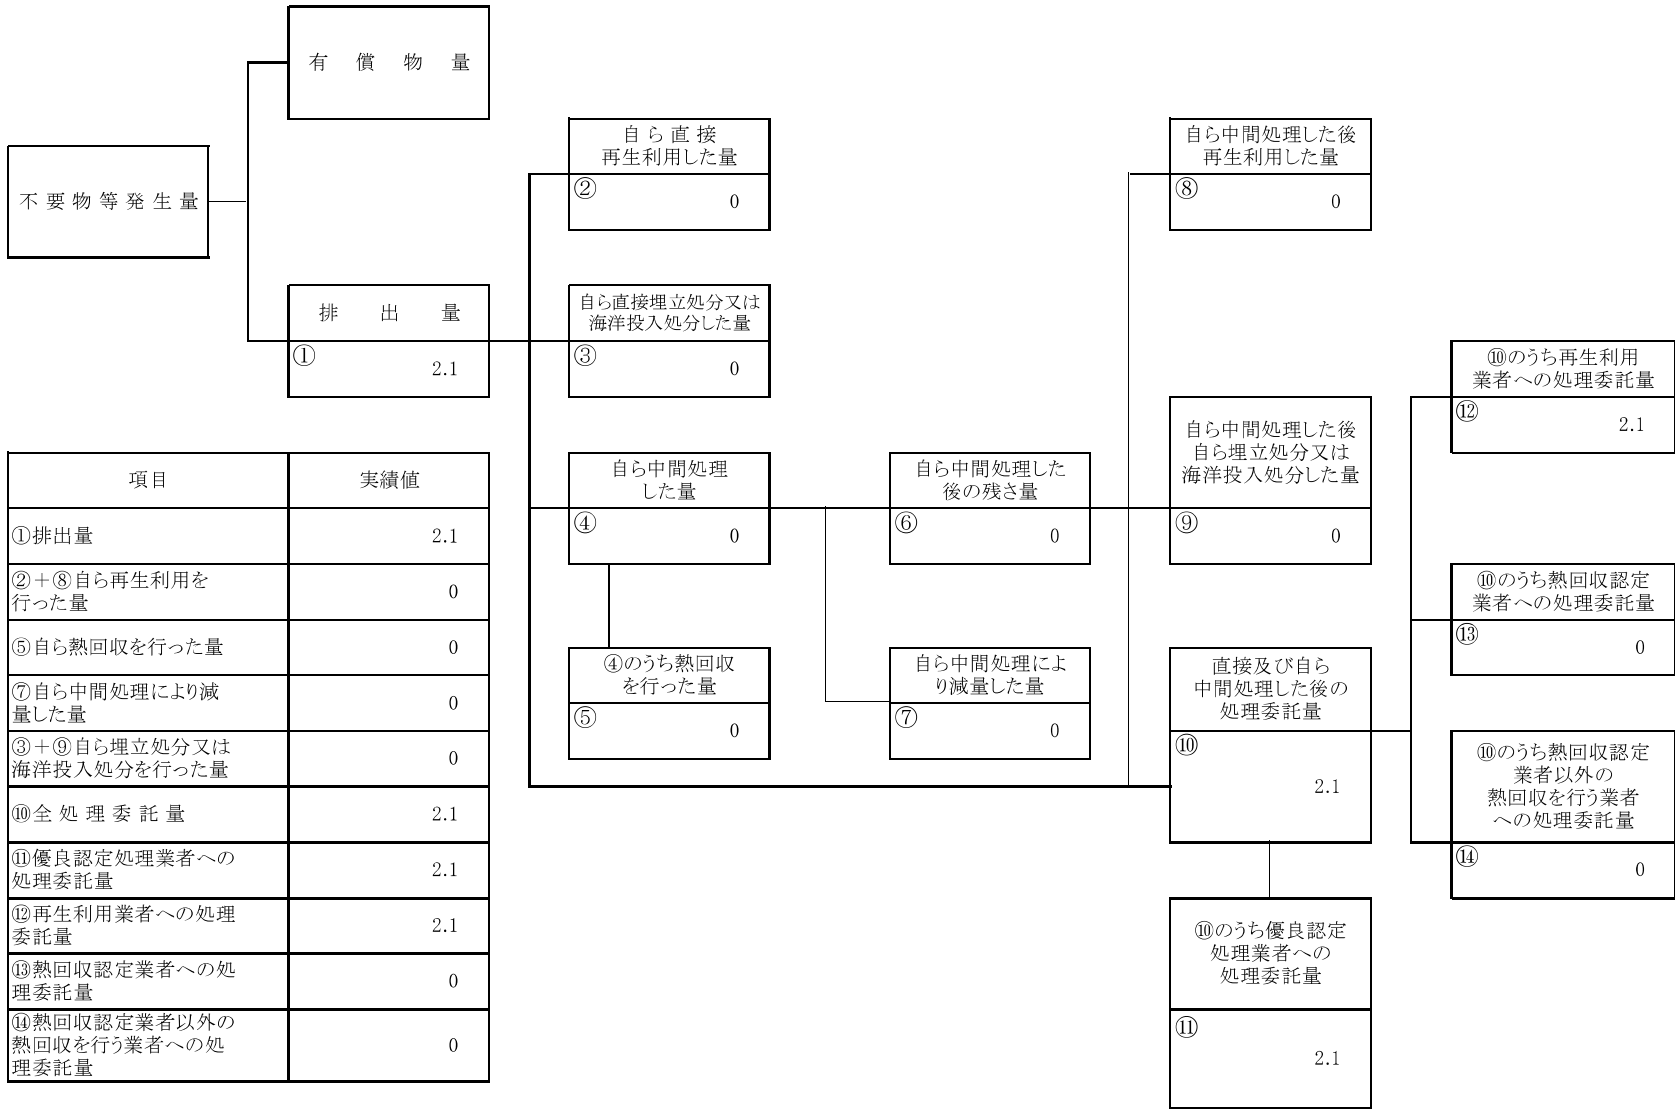 有償物量
不要物等発生量
排出量
①
2.1
自ら直接
再生利用した量
②
0
自ら直接埋立処分又は
海洋投入処分した量
③
0
自ら中間処理
した量
④
0
④のうち熱回収
を行った量
⑤
0
自ら中間処理した
後の残さ量
⑥
0
自ら中間処理によ
り減量した量
⑦
0
自ら中間処理した後
再生利用した量
⑧
0
自ら中間処理した後
自ら埋立処分又は
海洋投入処分した量
⑨
0
直接及び自ら
中間処理した後の
処理委託量
⑩
2.1
⑩のうち優良認定
処理業者への
処理委託量
⑪
2.1
⑩のうち再生利用
業者への処理委託量
⑫
2.1
⑩のうち熱回収認定
業者への処理委託量
⑬
0
⑩のうち熱回収認定
業者以外の
熱回収を行う業者
への処理委託量
⑭
0
項目 実績値
①排出量 2.1
②＋⑧自ら再生利用を
行った量
0
⑤自ら熱回収を行った量 0
⑦自ら中間処理により減
量した量
0
③＋⑨自ら埋立処分又は
海洋投入処分を行った量
0
⑩全処理委託量 2.1
⑪優良認定処理業者への
処理委託量
2.1
⑫再生利用業者への処理
委託量
2.1
⑬熱回収認定業者への処
理委託量
0
⑭熱回収認定業者以外の
熱回収を行う業者への処
理委託量
0